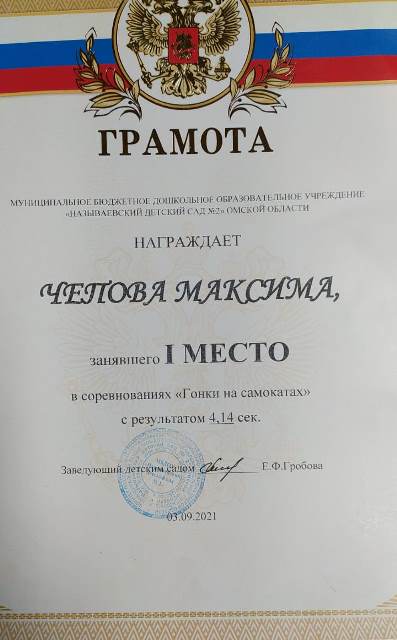 ГРАМОТА
МУНИЦИПАЛЬНОЕ БЮДЖЕТНОЕ ДОШКОЛЬНОЕ ОБРАЗОВАТЕЛЬНОЕ УЧРЕЖДЕНИЕ
«НАЗЫВАЕВСКИЙ ДЕТСКИЙ САД №2» ОМСКОЙ ОБЛАСТИ
НАГРАЖДАЕТ
ЧЕПОВА МАКСИМА,
занявшего I МЕСТО
в соревнованиях «Гонки на самокатах»
с результатом 4,14 сек.
Заведующий детским садом Е.Ф.Гробова
03.09.2021